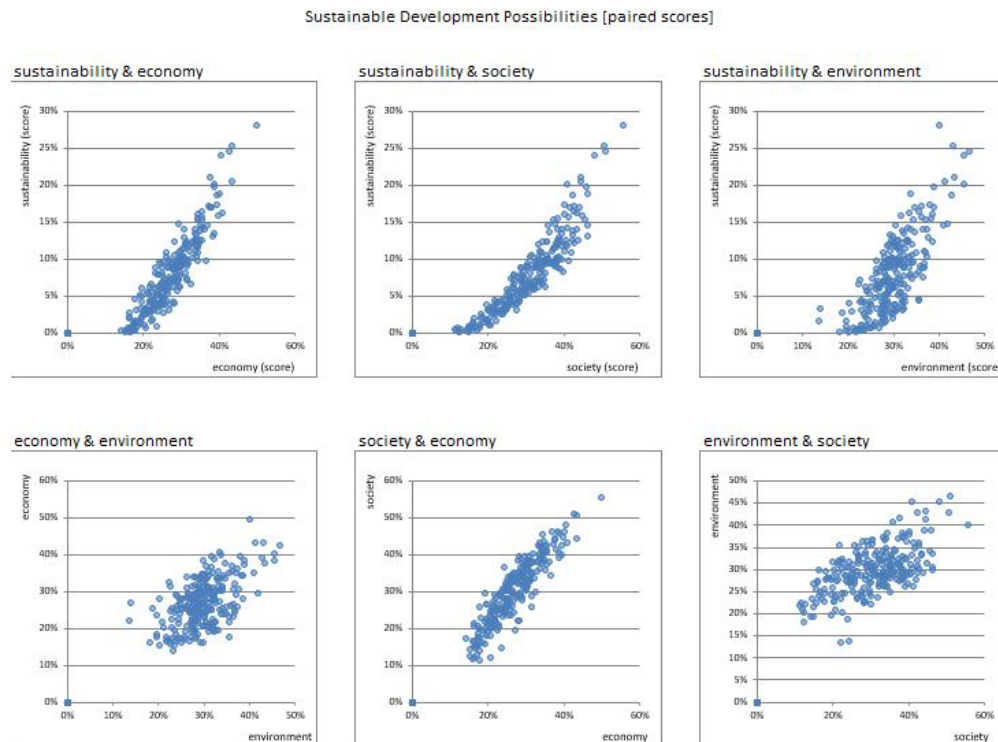 Sustainable Development Possibilities [paired scores]
sustainability & economy
sustainability (score)
30%
25%
20%
15%
10%
5%
0%
0% 20% 40% 60%
economy (score)
sustainability & society
sustainability (score)
30%
25%
20%
15%
10%
5%
0%
0% 20% 40% 60%
society (score)
sustainability & environment
sustainability (score)
30%
25%
20%
15%
10%
5%
0%
0% 10% 20% 30% 40% 50%
environment (score
economy & environment
economy
60%
50%
40%
30%
20%
10%
0%
0% 10% 20% 30% 40% 50%
environment
society & economy
society
60%
50%
40%
30%
20%
10%
0%
0% 20% 40% 60%
economy
environment & society
environment
50%
45%
40%
35%
30%
25%
20%
15%
10%
5%
0%
0% 20% 40% 60%
society